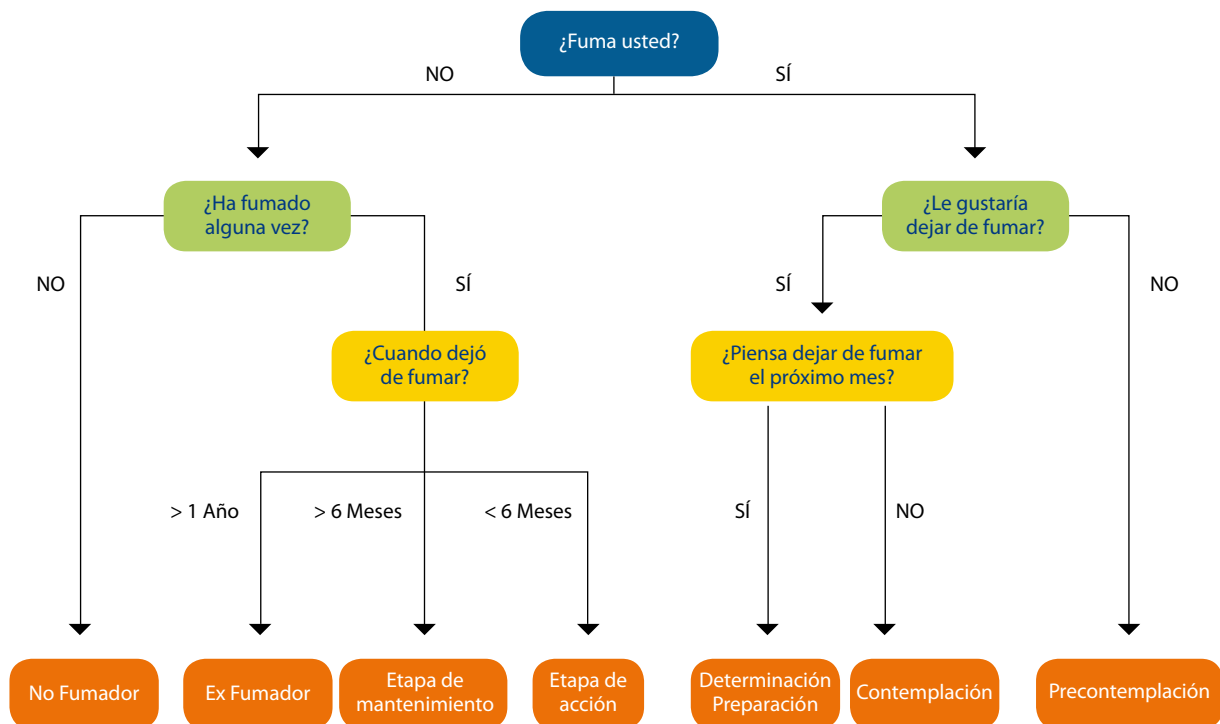 ¿Fuma usted?
NO
SÍ
¿Ha fumado
alguna vez?
¿Le gustaría
dejar de fumar?
NO
SÍ
SÍ
NO
¿Cuando dejó
de fumar?
¿Piensa dejar de fumar
el próximo mes?
> 1 Año
> 6 Meses
< 6 Meses
SÍ
NO
No Fumador
Ex Fumador
Etapa de
mantenimiento
Etapa de
acción
Determinación
Preparación
Contemplación
Precontemplación